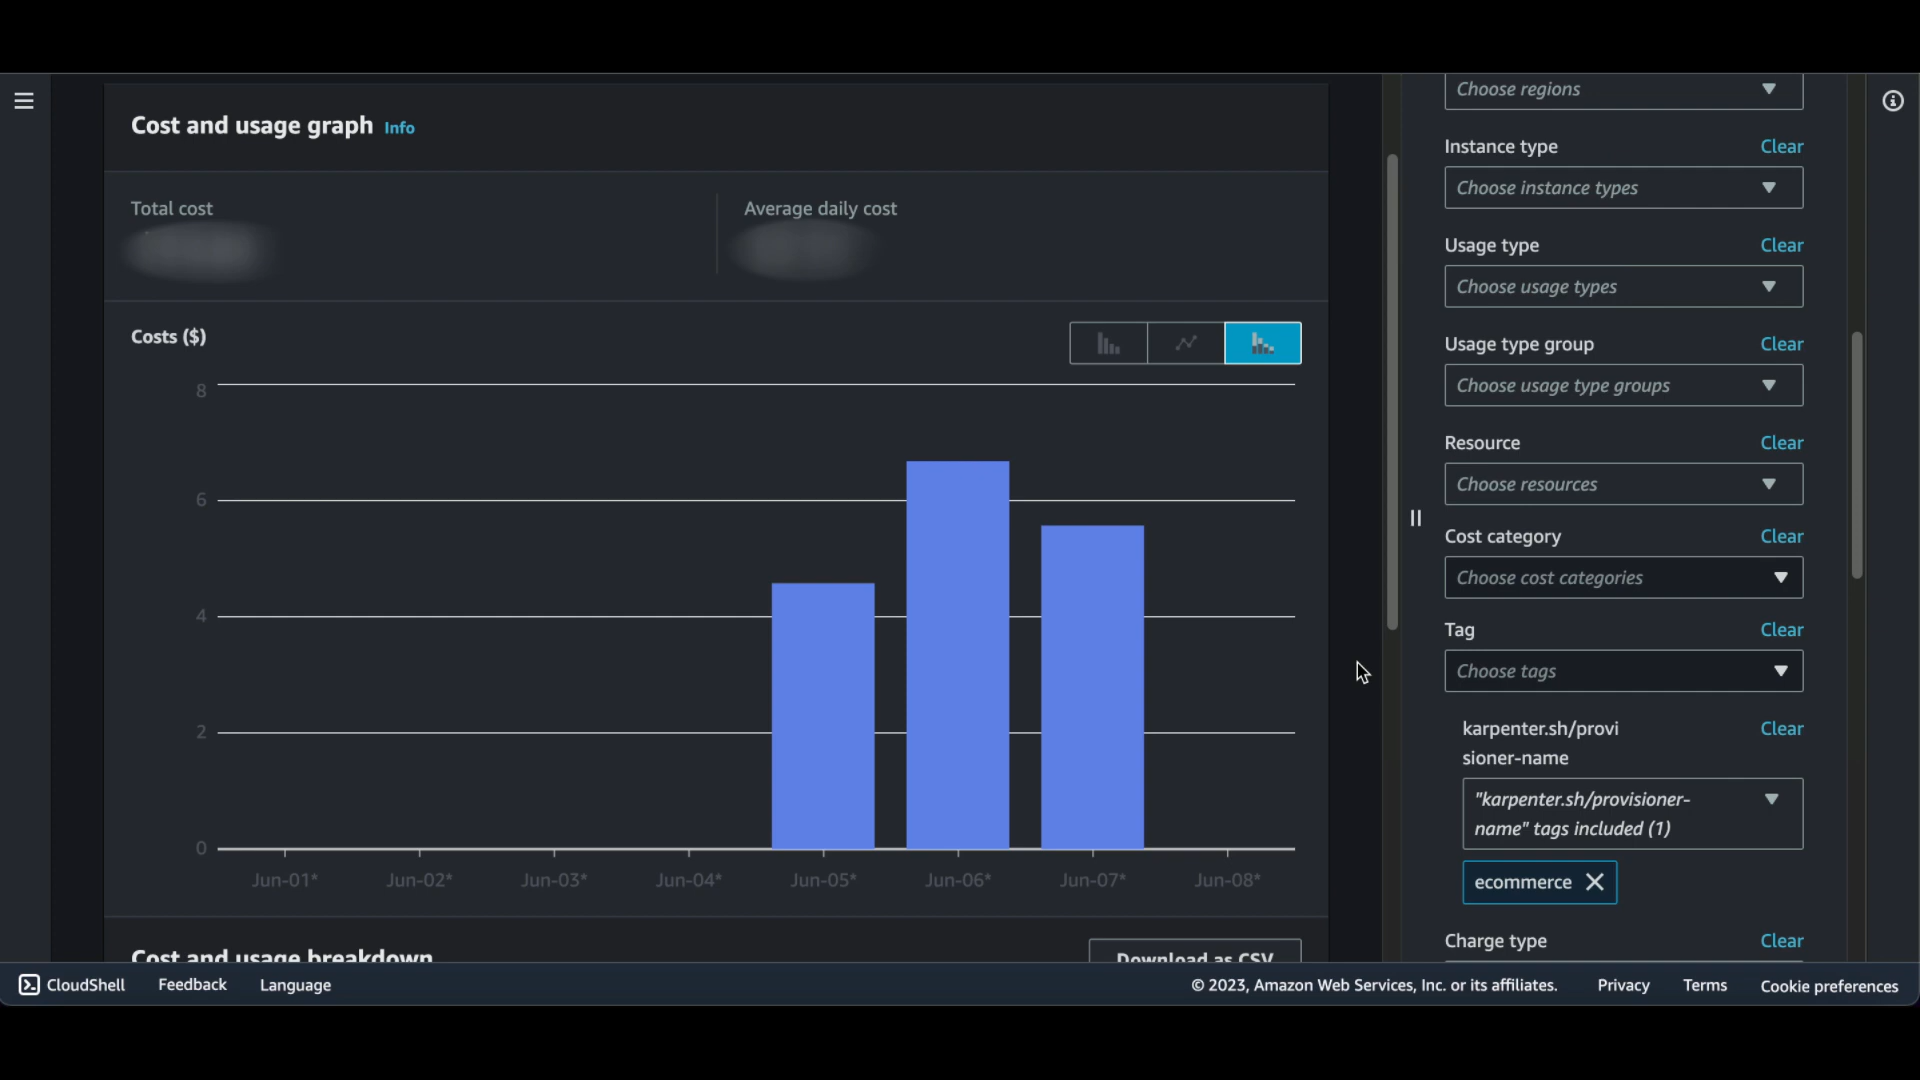 Cost and usage graph Info
Total cost
Average daily cost
Costs ($)
8
6
4
2
0
Jun-01* Jun-02* Jun-03* Jun-04* Jun-05* Jun-06* Jun-07* Jun-08*
Cost and usage breakdown
Download as CSV
Choose regions
Instance type Clear
Choose instance types
Usage type Clear
Choose usage types
Usage type group Clear
Choose usage type groups
Resource Clear
Choose resources
Cost category Clear
Choose cost categories
Tag Clear
Choose tags
karpenter.sh/provi Clear
sioner-name
"karpenter.sh/provisioner-
name" tags included (1)
ecommerce
Charge type Clear
CloudShell Feedback Language
© 2023, Amazon Web Services, Inc. or its affiliates. Privacy Terms Cookie preferences